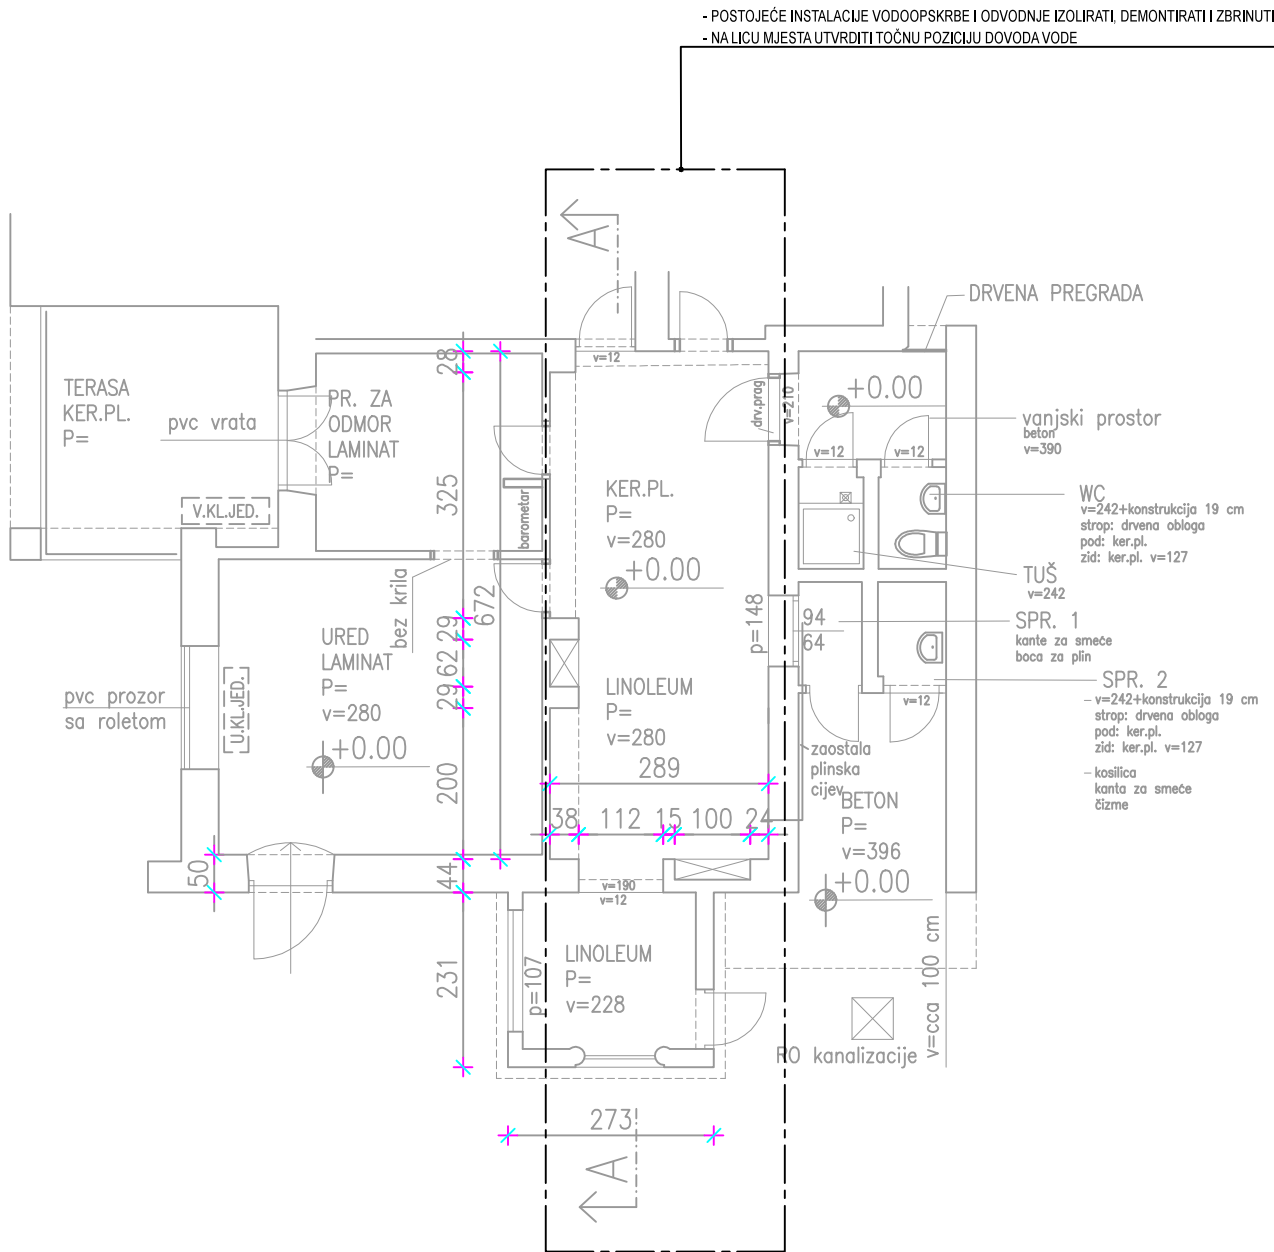 - POSTOJEĆE INSTALACIJE VODOOPSKRBE I ODVODNJE IZOLIRATI, DEMONTIRATI I ZBRINUTI
- NA LICU MJESTA UTVRDITI TOČNU POZICIJU DOVODA VODE
A
DRVENA PREGRADA
TERASA
KER.PL.
P=
pvc vrata
PR. ZA
ODMOR
LAMINAT
P=
V.KL.JED.
28
325
672
29
62
29
200
44
231
50
barometar
bez krila
v=12
KER.PL.
P=
v=280
+0.00
drv.prag
v=210
+0.00
v=12
v=12
vanjski prostor
beton
v=390
WC
v=242+konstrukcija 19 cm
strop: drvena obloga
pod: ker.pl.
zid: ker.pl. v=127
TUŠ
v=242
SPR. 1
kante za smeće
boca za plin
SPR. 2
v=242+konstrukcija 19 cm
strop: drvena obloga
pod: ker.pl.
zid: ker.pl. v=127
kosilica
kanta za smeće
čizme
p=148
94
64
v=12
URED
LAMINAT
P=
v=280
+0.00
U.KL.JED.
pvc prozor
sa roletom
LINOLEUM
P=
v=280
289
38
112
15
100
24
zaostala
plinska
cijev
BETON
P=
v=396
+0.00
v=190
v=12
LINOLEUM
P=
v=228
p=107
RO kanalizacije
v=cca 100 cm
273
A